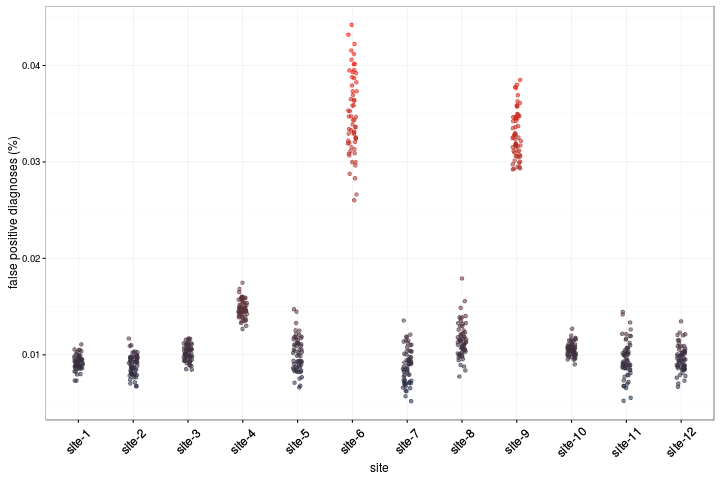 false positive diagnoses (%)
0.04
0.03
0.02
0.01
site-1 site-2 site-3 site-4 site-5 site-6 site-7 site-8 site-9 site-10 site-11 site-12
site